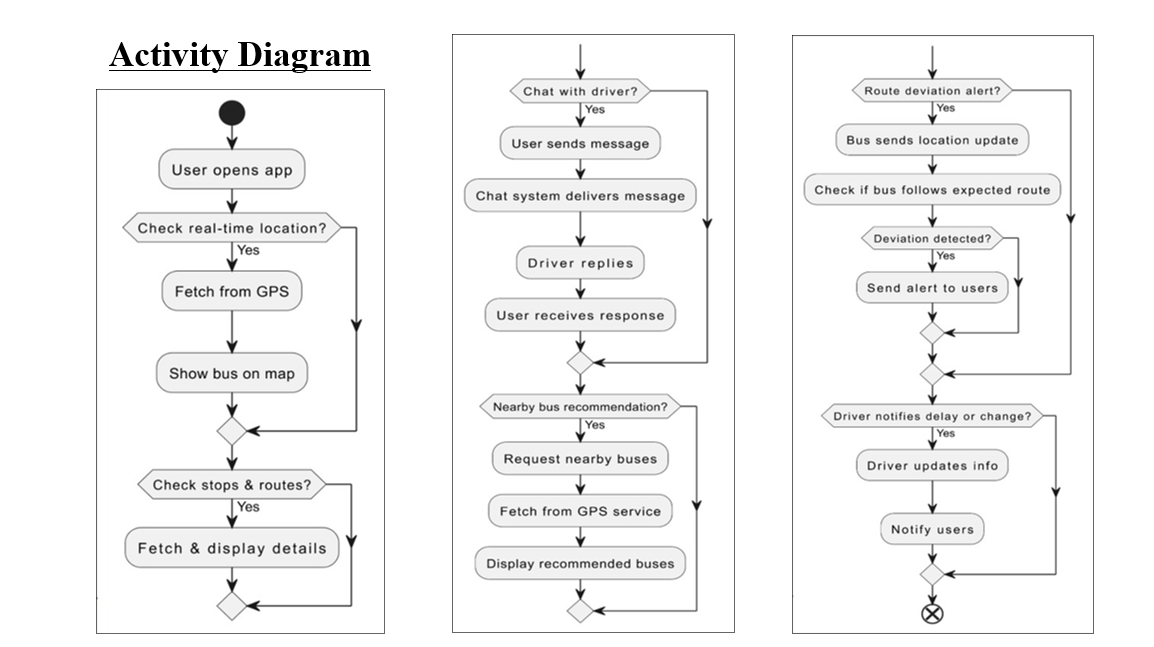 Activity Diagram
User opens app
Check real-time location?
Yes
Fetch from GPS
Show bus on map
Check stops & routes?
Yes
Fetch & display details
Chat with driver?
Yes
User sends message
Chat system delivers message
Driver replies
User receives response
Nearby bus recommendation?
Yes
Request nearby buses
Fetch from GPS service
Display recommended buses
Route deviation alert?
Yes
Bus sends location update
Check if bus follows expected route
Deviation detected?
Yes
Send alert to users
Driver notifies delay or change?
Yes
Driver updates info
Notify users